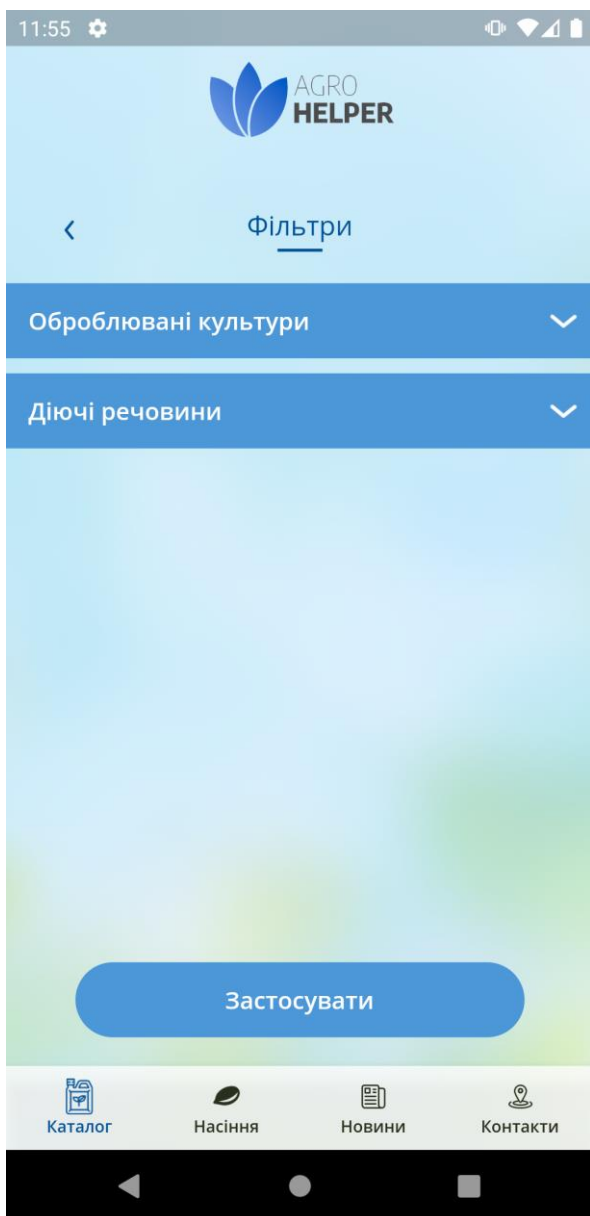 11:55
AGRO
HELPER
Фільтри
Оброблювані культури
Діючі речовини
Застосувати
Каталог Насіння Новини Контакти